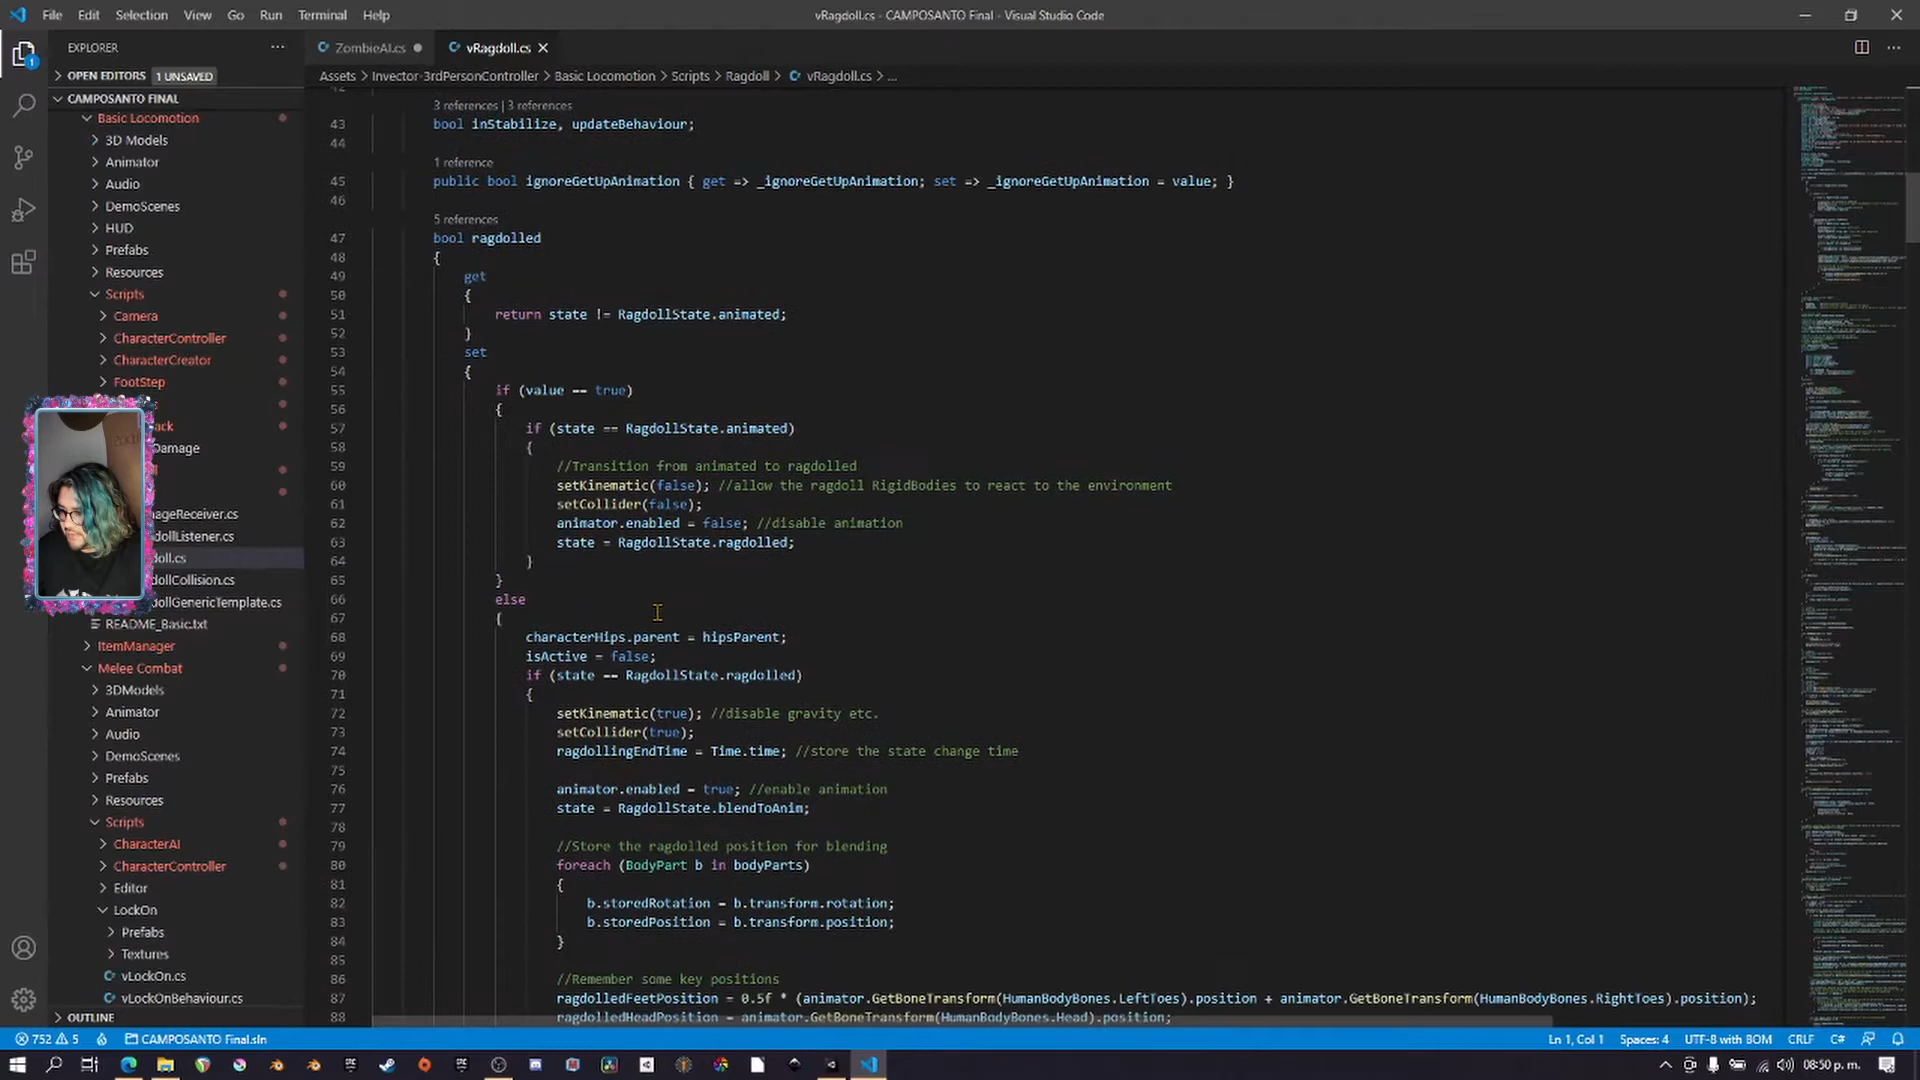 File Edit Selection View Go Run Terminal Help
vRagdoll.cs - CAMPOSANTO Final - Visual Studio Code
EXPLORER
OPEN EDITORS 1 UNSAVED
CAMPOSANTO FINAL
Basic Locomotion
3D Models
Animator
Audio
DemoScenes
HUD
Prefabs
Resources
Scripts
Camera
CharacterController
CharacterCreator
FootStep
ack
Damage
mageReceiver.cs
dollListener.cs
doll.cs
dollCollision.cs
dollGenericTemplate.cs
README_Basic.txt
ItemManager
Melee Combat
3DModels
Animator
Audio
DemoScenes
Prefabs
Resources
Scripts
CharacterAI
CharacterController
Editor
LockOn
Prefabs
Textures
vLockOn.cs
vLockOnBehaviour.cs
OUTLINE
ZombieAI.cs
vRagdoll.cs
Assets > Invector-3rdPersonController > Basic Locomotion > Scripts > Ragdoll > vRagdoll.cs > ...
42
3 references | 3 references
43 bool inStabilize, updateBehaviour;
44
1 reference
45 public bool ignoreGetUpAnimation { get => _ignoreGetUpAnimation; set => _ignoreGetUpAnimation = value; }
46
5 references
47 bool ragdolled
48 {
49 get
50 {
51 return state != RagdollState.animated;
52 }
53 set
54 {
55 if (value == true)
56 {
57 if (state == RagdollState.animated)
58 {
59 //Transition from animated to ragdolled
60 setKinematic(false); //allow the ragdoll RigidBodies to react to the environment
61 setCollider(false);
62 animator.enabled = false; //disable animation
63 state = RagdollState.ragdolled;
64 }
65 }
66 else
67 {
68 characterHips.parent = hipsParent;
69 isActive = false;
70 if (state == RagdollState.ragdolled)
71 {
72 setKinematic(true); //disable gravity etc.
73 setCollider(true);
74 ragdollingEndTime = Time.time; //store the state change time
75
76 animator.enabled = true; //enable animation
77 state = RagdollState.blendToAnim;
78
79 //Store the ragdolled position for blending
80 foreach (BodyPart b in bodyParts)
81 {
82 b.storedRotation = b.transform.rotation;
83 b.storedPosition = b.transform.position;
84 }
85
86 //Remember some key positions
87 ragdolledFeetPosition = 0.5f * (animator.GetBoneTransform(HumanBodyBones.LeftToes).position + animator.GetBoneTransform(HumanBodyBones.RightToes).position);
88 ragdolledHeadPosition = animator.GetBoneTransform(HumanBodyBones.Head).position;
752 5 CAMPOSANTO Final.sln
Ln 1, Col 1 Spaces: 4 UTF-8 with BOM CRLF C#
08:50 p. m.